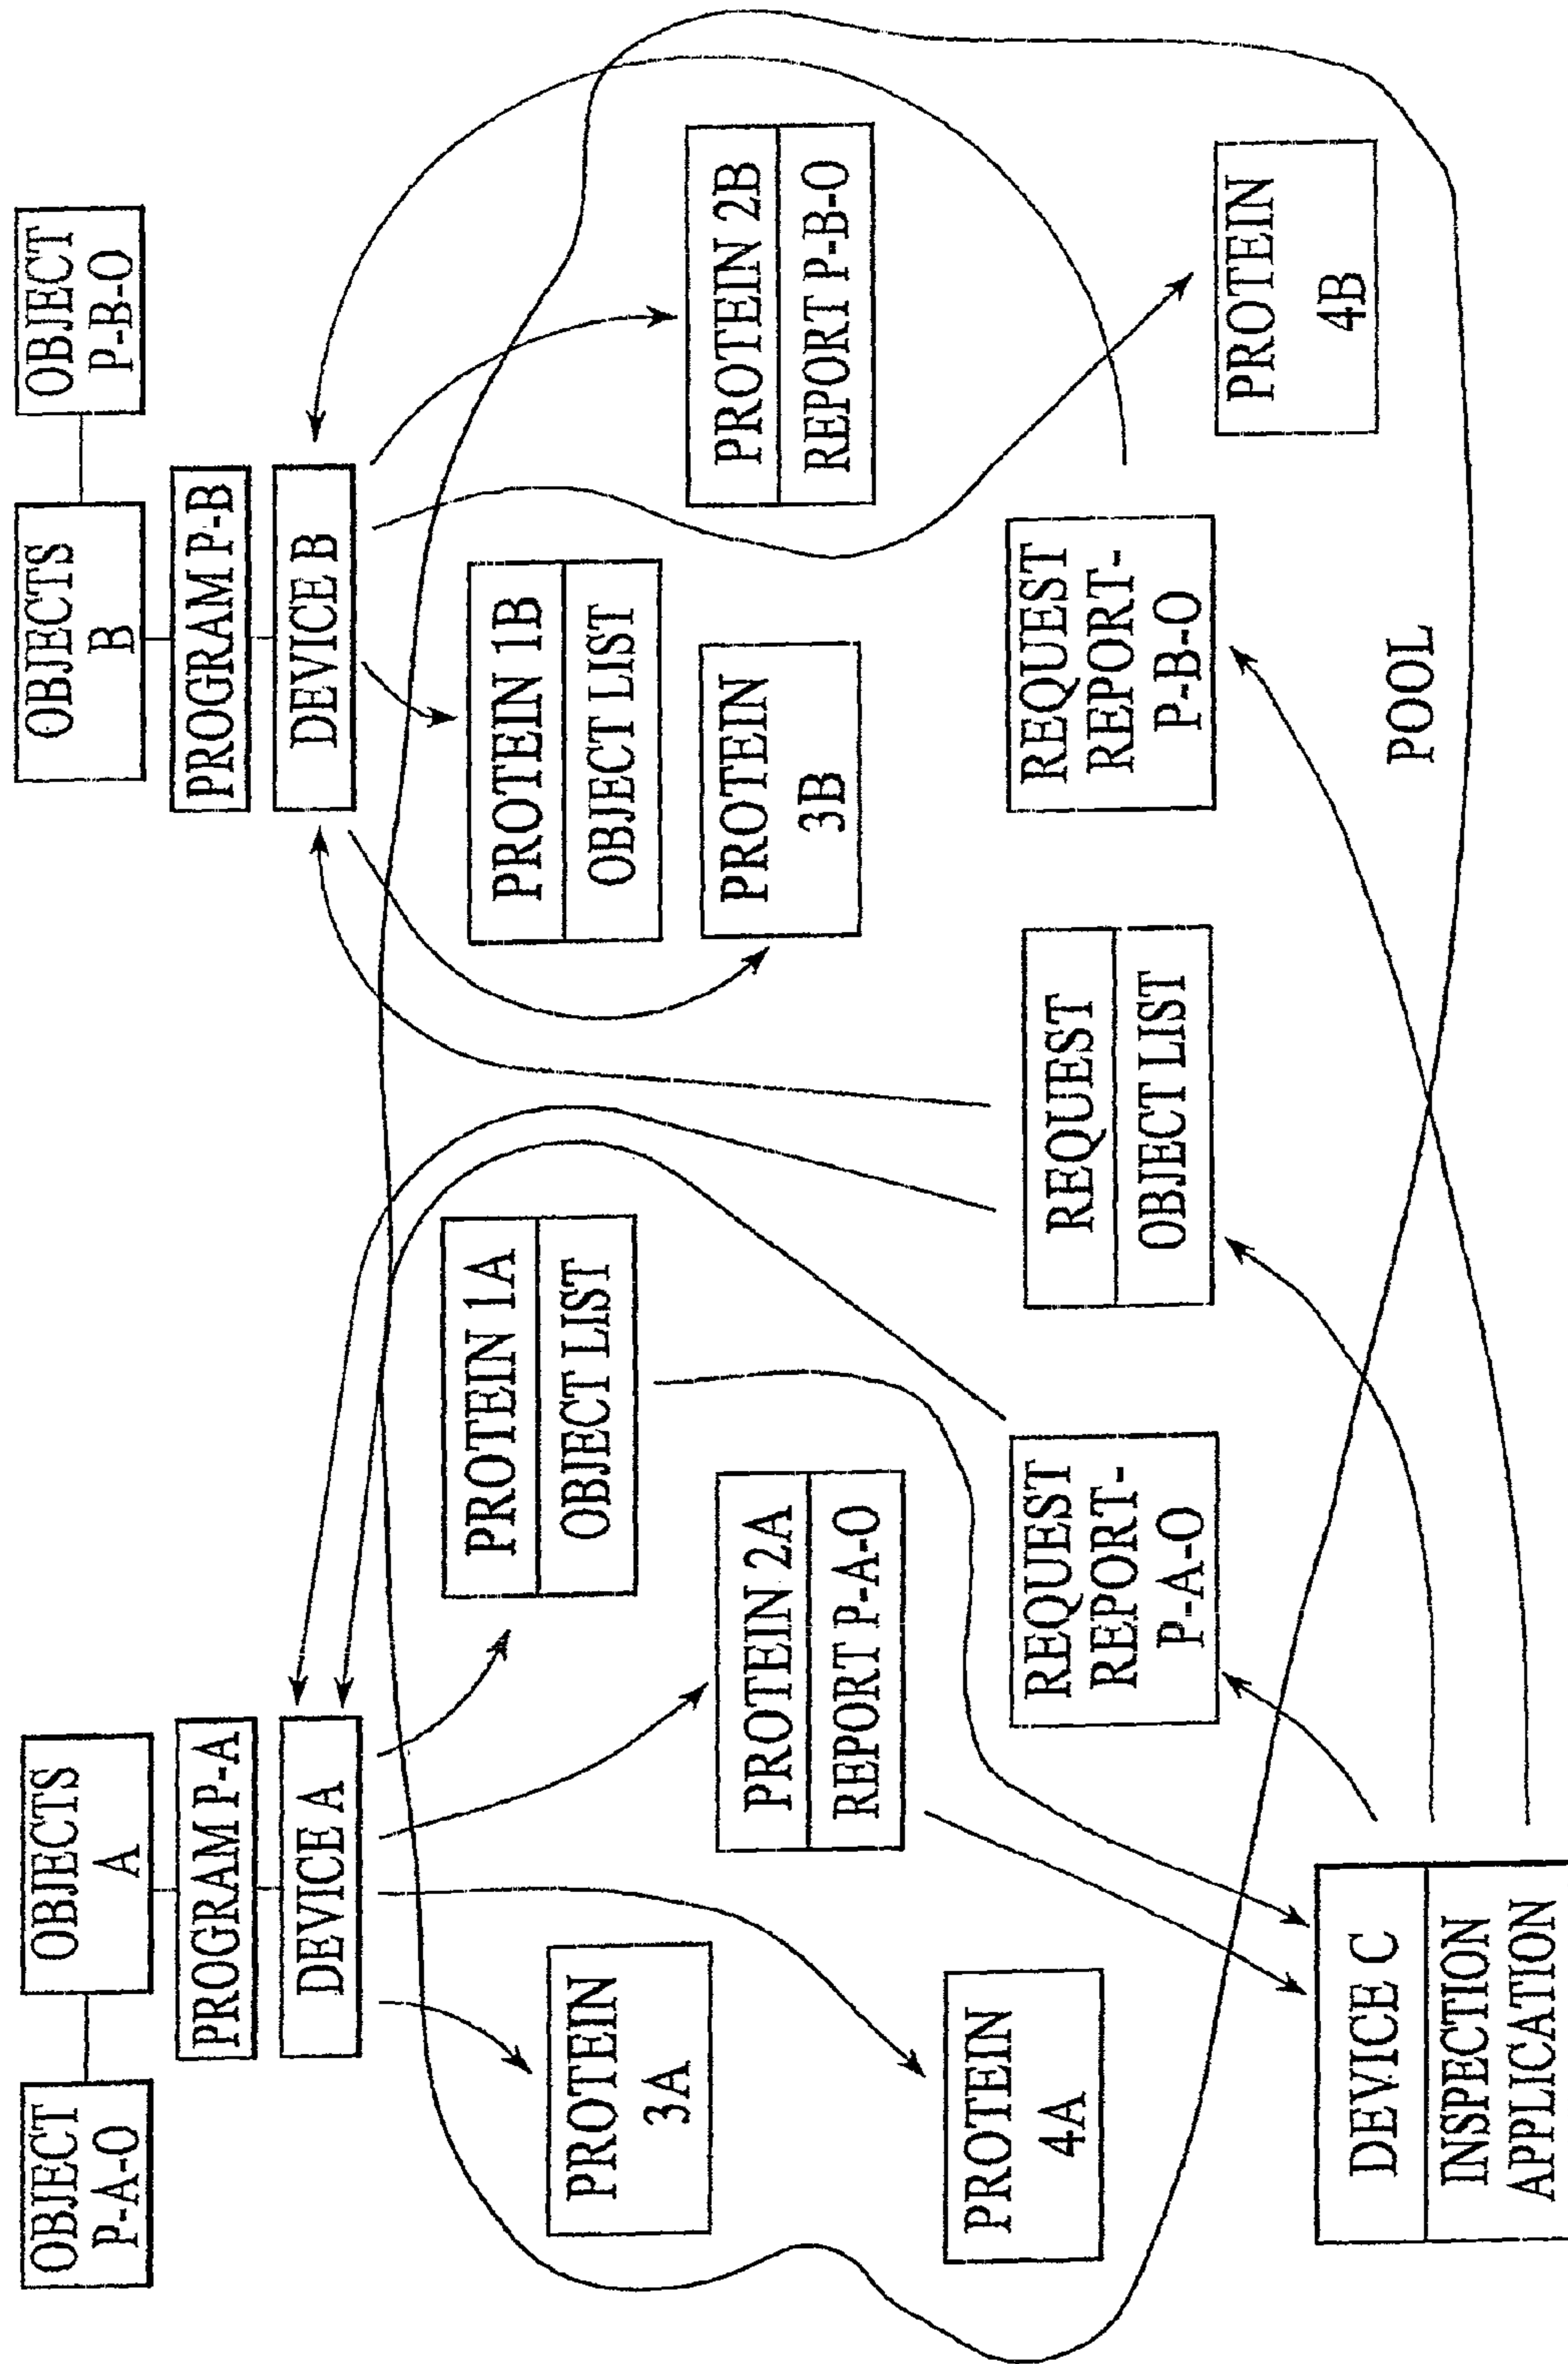 OBJECT
P-A-O
OBJECTS
A
PROGRAM P-A
DEVICE A
OBJECTS
B
OBJECT
P-B-O
PROGRAM P-B
DEVICE B
PROTEIN
3A
PROTEIN 1A
OBJECT LIST
PROTEIN 1B
OBJECT LIST
PROTEIN 2A
REPORT P-A-O
PROTEIN
3B
PROTEIN 2B
REPORT P-B-O
PROTEIN
4A
REQUEST
REPORT-
P-A-O
REQUEST
OBJECT LIST
REQUEST
REPORT-
P-B-O
PROTEIN
4B
POOL
DEVICE C
INSPECTION
APPLICATION